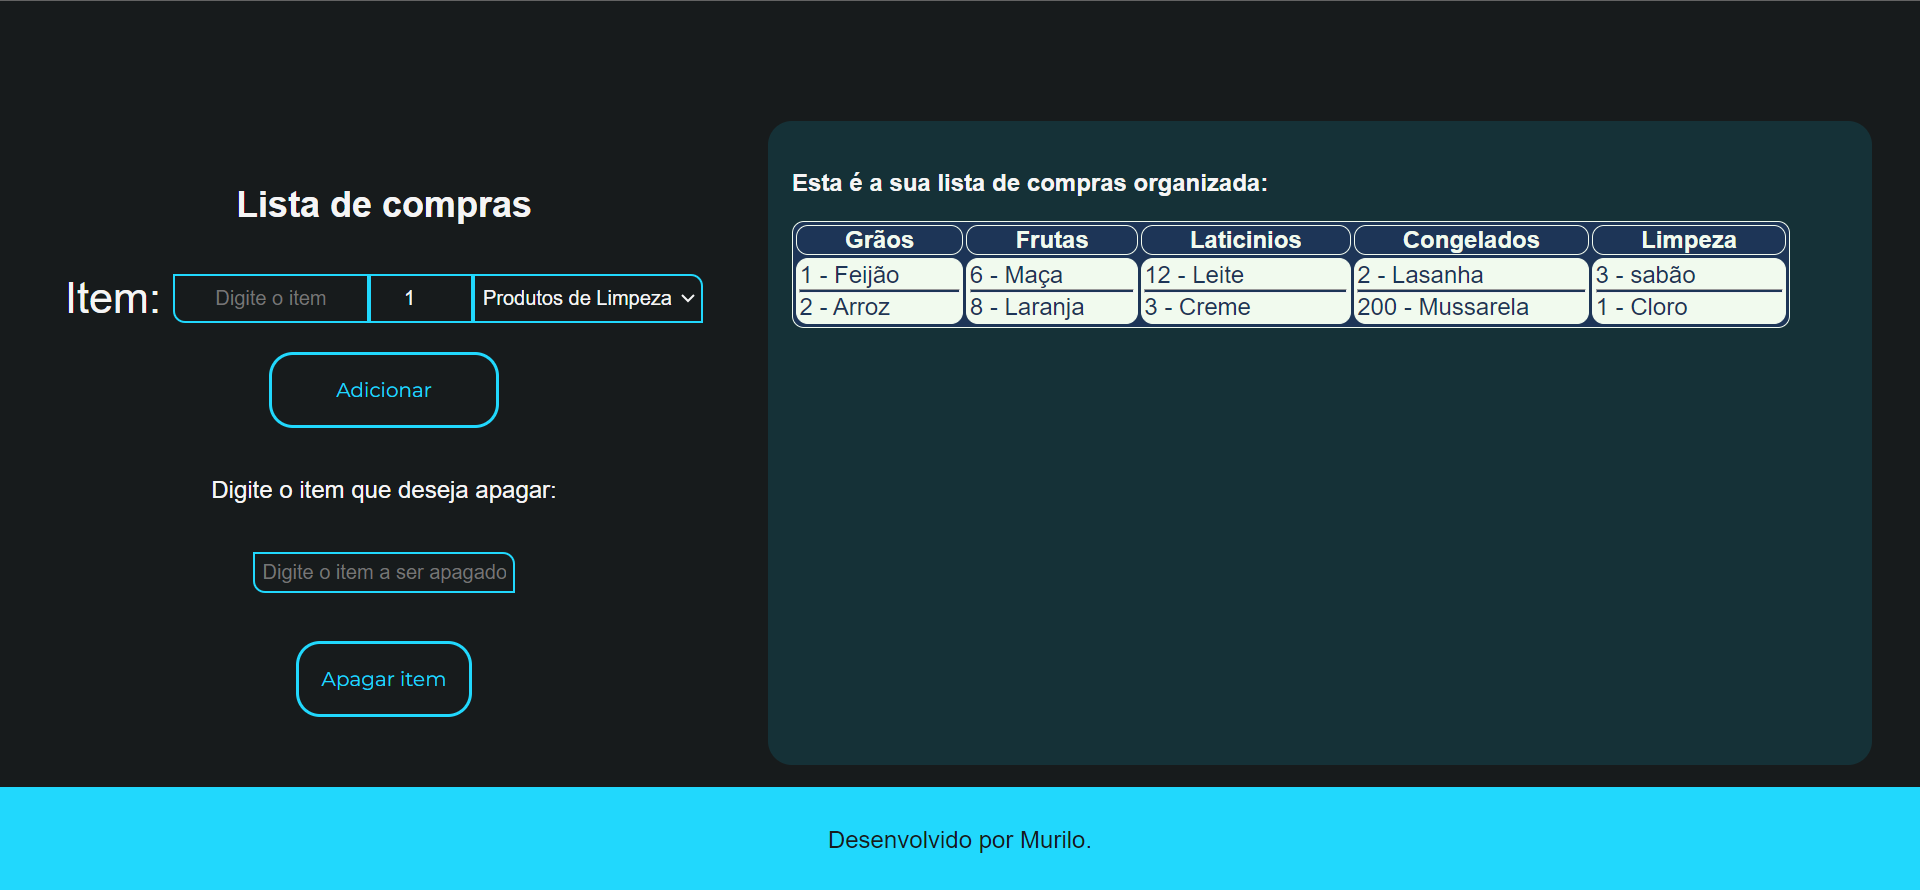 Lista de compras
Item: Digite o item 1 Produtos de Limpeza
Adicionar
Digite o item que deseja apagar:
Digite o item a ser apagado
Apagar item
Esta é a sua lista de compras organizada:
Grãos Frutas Laticinios Congelados Limpeza
1 - Feijão 6 - Maça 12 - Leite 2 - Lasanha 3 - sabão
2 - Arroz 8 - Laranja 3 - Creme 200 - Mussarela 1 - Cloro
Desenvolvido por Murilo.